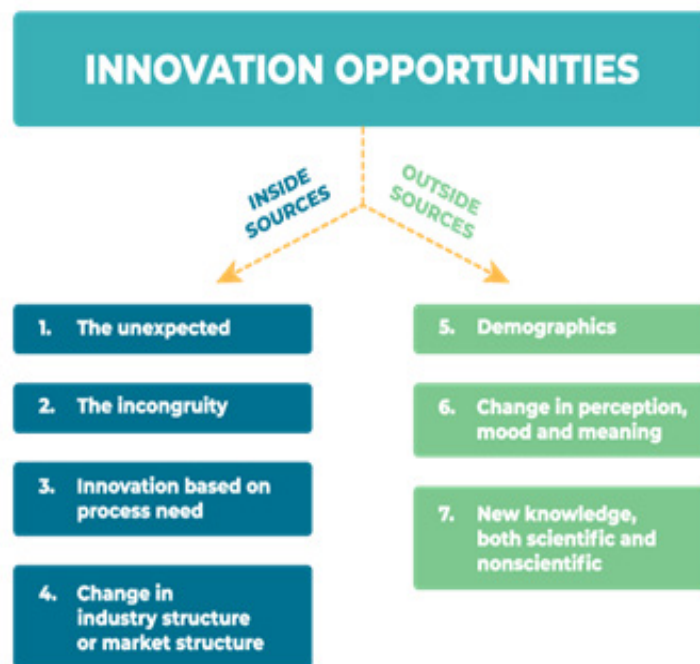 INNOVATION OPPORTUNITIES
INSIDE
SOURCES
OUTSIDE
SOURCES
1. The unexpected
2. The incongruity
3. Innovation based on
process need
4. Change in
industry structure
or market structure
5. Demographics
6. Change in perception,
mood and meaning
7. New knowledge,
both scientific and
nonscientific